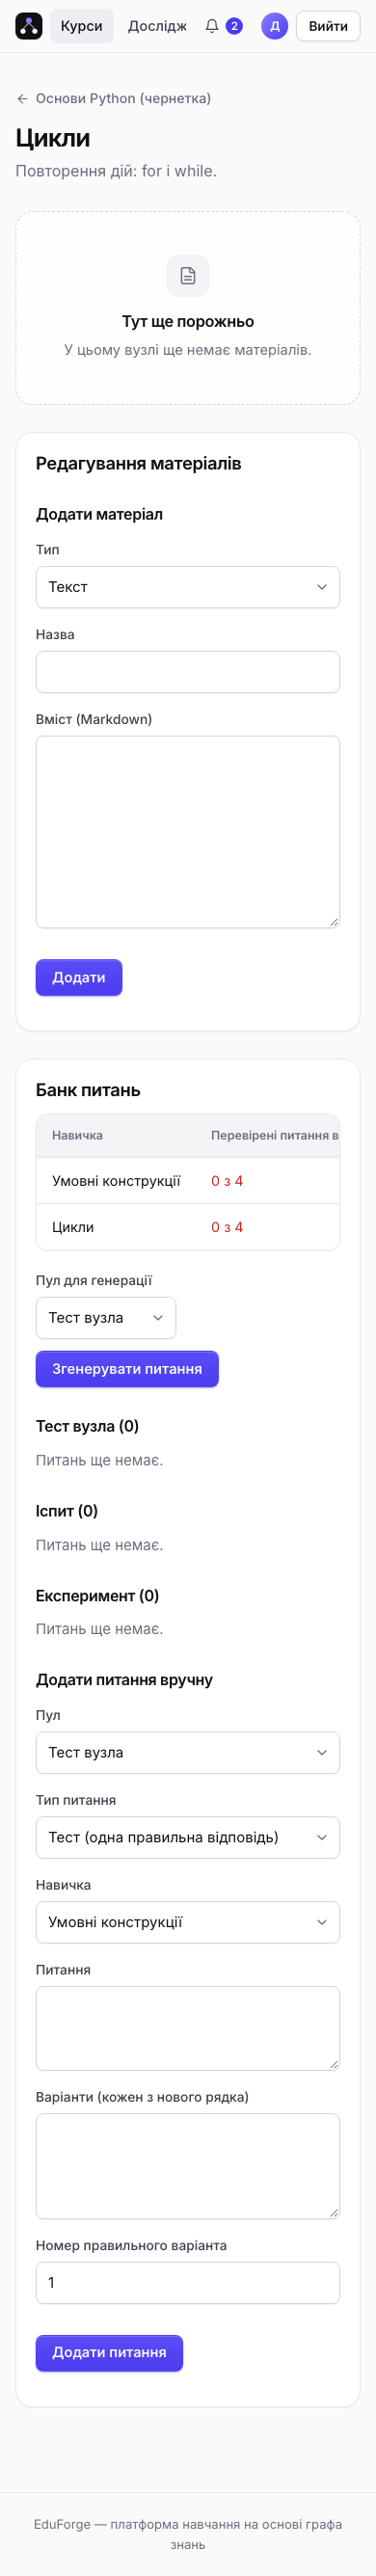 Курси
Дослідж
2
Д
Вийти
Основи Python (чернетка)
Цикли
Повторення дій: for і while.
Тут ще порожньо
У цьому вузлі ще немає матеріалів.
Редагування матеріалів
Додати матеріал
Тип
Текст
Назва
Вміст (Markdown)
Додати
Банк питань
Навичка
Перевірені питання в
Умовні конструкції
0 з 4
Цикли
0 з 4
Пул для генерації
Тест вузла
Згенерувати питання
Тест вузла (0)
Питань ще немає.
Іспит (0)
Питань ще немає.
Експеримент (0)
Питань ще немає.
Додати питання вручну
Пул
Тест вузла
Тип питання
Тест (одна правильна відповідь)
Навичка
Умовні конструкції
Питання
Варіанти (кожен з нового рядка)
Номер правильного варіанта
1
Додати питання
EduForge — платформа навчання на основі графа
знань